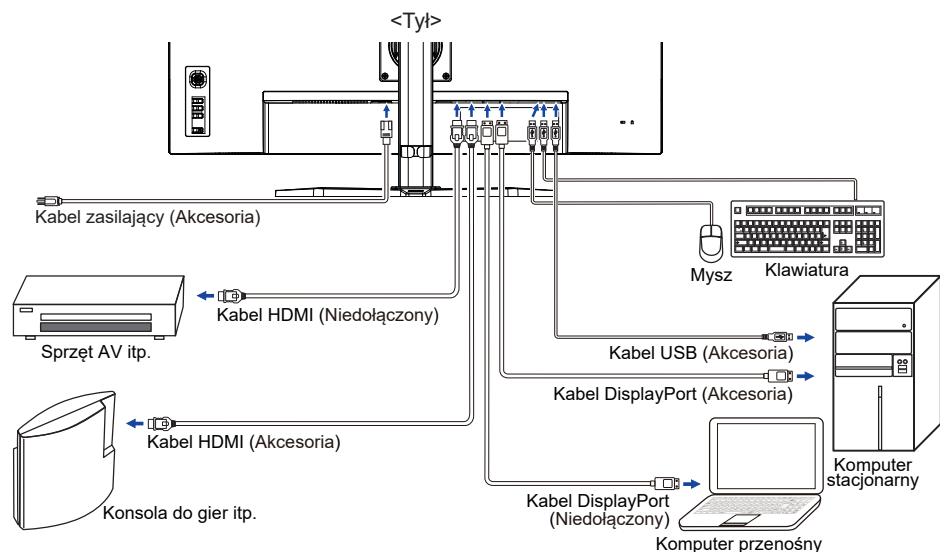 <Tył>
Kabel zasilający (Akcesoria)
Mysz
Klawiatura
Kabel HDMI (Niedołączony)
Sprzęt AV itp.
Kabel USB (Akcesoria)
Kabel DisplayPort (Akcesoria)
Kabel HDMI (Akcesoria)
Komputer
stacjonarny
Konsola do gier itp.
Kabel DisplayPort
(Niedołączony)
Komputer przenośny